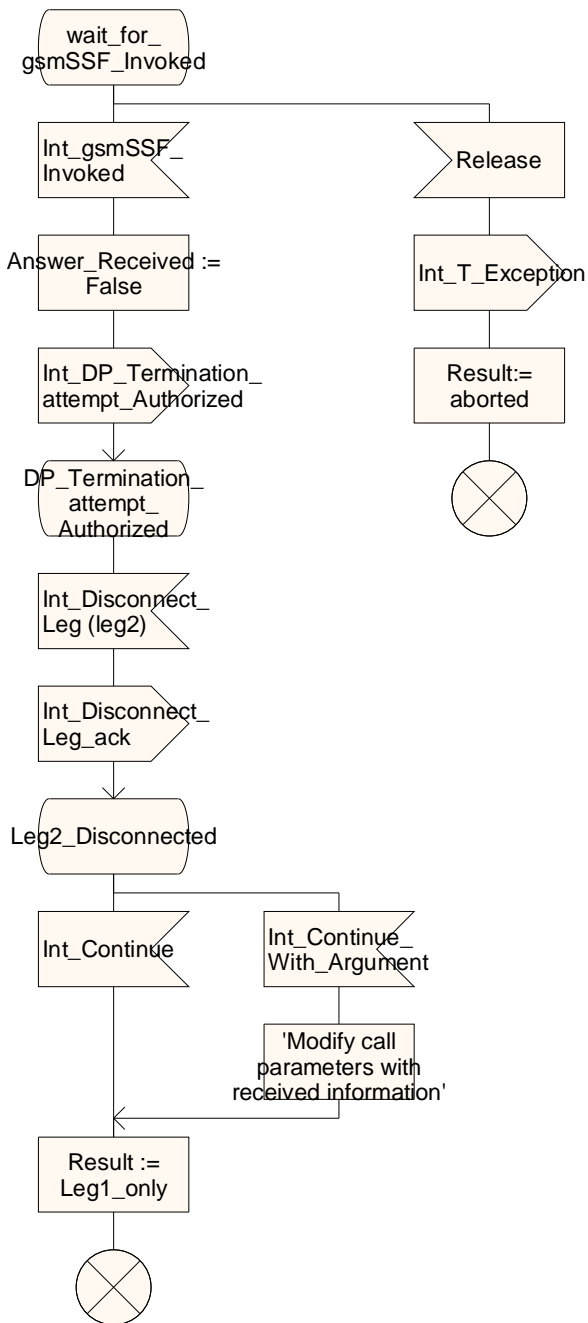 wait_for_
gsmSSF_Invoked
Int_gsmSSF_
Invoked
Release
Answer_Received :=
False
Int_T_Exception
Int_DP_Termination_
attempt_Authorized
Result:=
aborted
DP_Termination_
attempt_
Authorized
Int_Disconnect_
Leg (leg2)
Int_Disconnect_
Leg_ack
Leg2_Disconnected
Int_Continue
Int_Continue_
With_Argument
'Modify call
parameters with
received information'
Result :=
Leg1_only